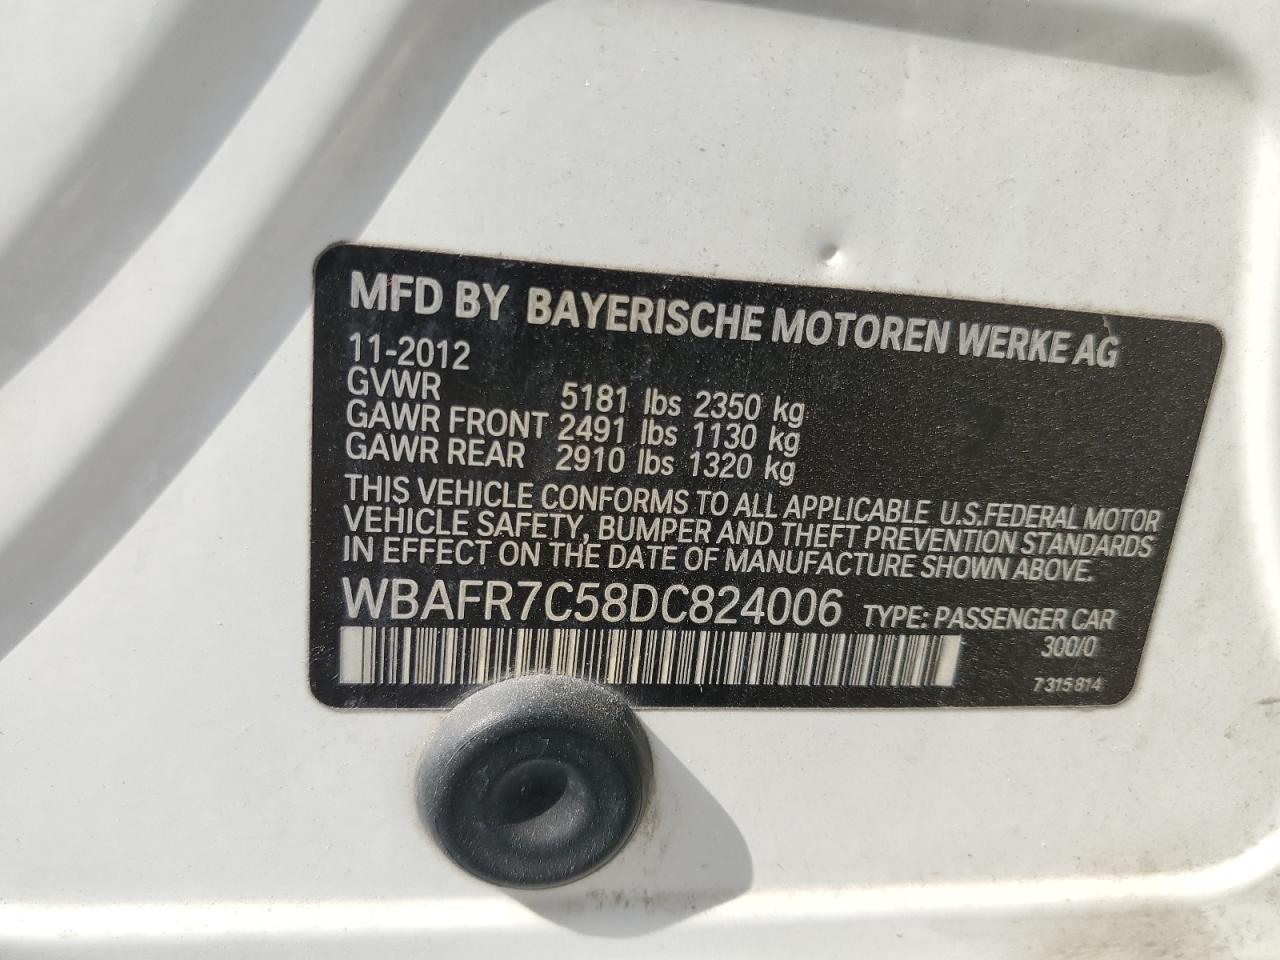 MFD BY BAYERISCHE MOTOREN WERKE AG
11-2012
GVWR 5181 lbs 2350 kg
GAWR FRONT 2491 lbs 1130 kg
GAWR REAR 2910 lbs 1320 kg
THIS VEHICLE CONFORMS TO ALL APPLICABLE U.S.FEDERAL MOTOR
VEHICLE SAFETY, BUMPER AND THEFT PREVENTION STANDARDS
IN EFFECT ON THE DATE OF MANUFACTURE SHOWN ABOVE.
WBAFR7C58DC824006 TYPE: PASSENGER CAR
300/0
7 315 814